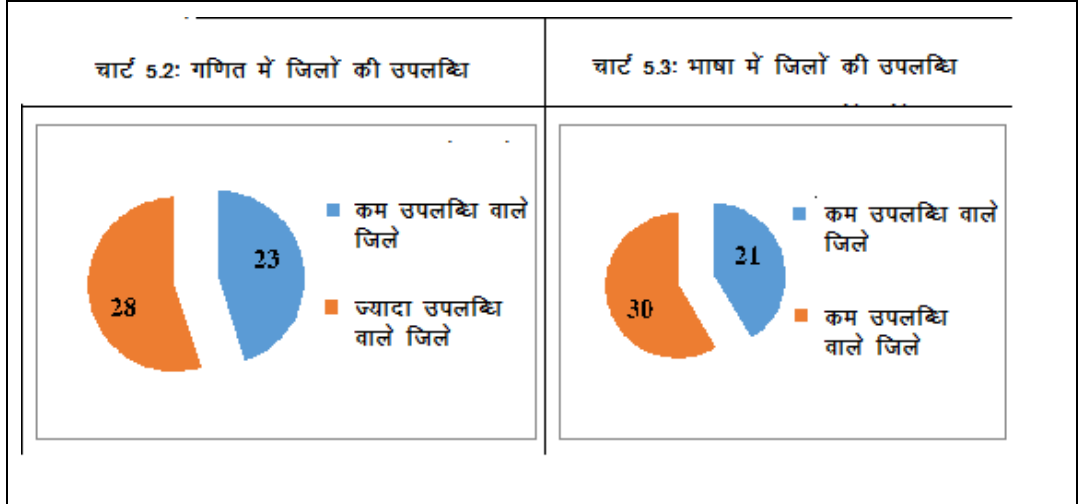 चार्ट 5.2: गणित में जिलों की उपलब्धि
चार्ट 5.3: भाषा में जिलों की उपलब्धि
23
28
कम उपलब्धि वाले
जिले
ज्यादा उपलब्धि
वाले जिले
21
30
कम उपलब्धि वाले
जिले
कम उपलब्धि
वाले जिले